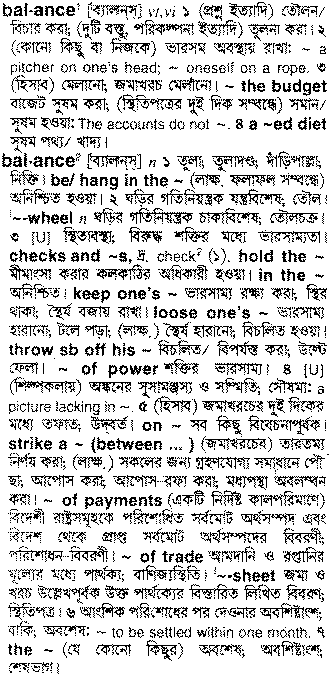 bal·ance¹ [ব্যালান্স্] vt,vi ১ (প্রশ্ন ইত্যাদি) তৌলন/
বিচার করা; (দুটি বস্তু, পরিকল্পনা ইত্যাদি) তুলনা করা। ২
(কোনো কিছু বা নিজকে) ভারসম অবস্থায় রাখা: ~ a
pitcher on one's head; ~ oneself on a rope. ৩
(হিসাব) মেলানো, জমাখরচ মেলানো। ~ the budget
বাজেট সুষম করা; (স্থিতিপত্রের দুই দিক সম্বন্ধে) সমান/
সুষম হওয়া: The accounts do not ~. ৪ a ~ed diet
সুষম পথ্য/ খাদ্য।
bal·ance² [ব্যালান্স্] n ১ তুলা, তুলাদণ্ড; দাঁড়িপাল্লা;
নিক্তি। be/ hang in the ~ (লাক্ষ. ফলাফল সম্বন্ধে)
অনিশ্চিত হওয়া। ২ ঘড়ির গতিনিয়ন্ত্রক যন্ত্রবিশেষ, তৌল।
'~-wheel n ঘড়ির গতিনিয়ন্ত্রক চাকাবিশেষ; তৌলচক্র।
৩ [U] স্থিতাবস্থা; বিরুদ্ধ শক্তির মধ্যে ভারসাম্যতা।
checks and ~s, দ্র. check² (১). hold the ~
মীমাংসা করার কলকাঠির অধিকারী হওয়া। in the ~
অনিশ্চিত। keep one's ~ ভারসাম্য রক্ষা করা; স্থির
থাকা; স্থৈর্য বজায় রাখা। loose one's ~ ভারসাম্য
হারানো; টলে পড়া; (লাক্ষ.) স্থৈর্য হারানো; বিচলিত হওয়া।
throw sb off his ~ বিচলিত/ বিপর্যস্ত করা; উল্টে
ফেলা। ~ of power শক্তির ভারসাম্য। ৪ [U]
(শিল্পকলায়) অঙ্কনের সুসামঞ্জস্য ও সম্মিতি; সৌষম্য: a
picture lacking in ~. ৫ (হিসাব) জমাখরচের দুই দিকের
মধ্যে তফাত; উদ্বর্ত। on ~ সব কিছু বিবেচনাপূর্বক।
strike a ~ (between ... ) (জমাখরচের) তারতম্য
নির্ণয় করা; (লাক্ষ.) সকলের জন্য গ্রহণযোগ্য সমাধানে পৌঁ
ছা; আপোস করা; আপোস-রফা করা; মধ্যপন্থা অবলম্বন
করা। ~ of payments (একটি নির্দিষ্ট কালপরিমাণে)
বিদেশী রাষ্ট্রসমূহকে পরিশোধিত সর্বমোট অর্থসম্পদ এবং
বিদেশ থেকে প্রাপ্ত সর্বমোট অর্থসম্পদের বিবরণী;
পরিশোধন-বিবরণী। ~ of trade আমদানি ও রপ্তানির
মূল্যের মধ্যে পার্থক্য; বাণিজ্যস্থিতি। '~-sheet জমা ও
খরচ উল্লেখপূর্বক উক্ত পার্থক্যের বিস্তারিত লিখিত বিবরণ;
স্থিতিপত্র। ৬ আংশিক পরিশোধের পর দেওনার অবশিষ্টাংশ;
বাকি; অবশেষ: ~ to be settled within one month. ৭
the ~ (যে কোনো কিছুর) অবশেষ; অবশিষ্টাংশ;
শেষভাগ।